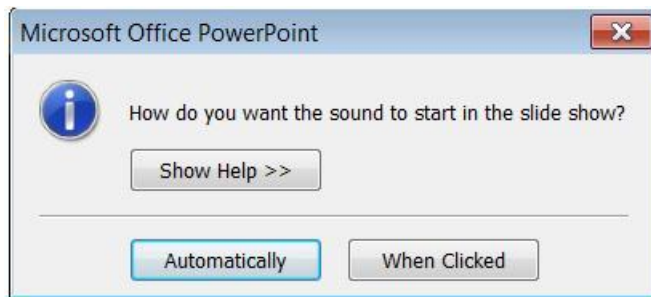 Microsoft Office PowerPoint
How do you want the sound to start in the slide show?
Show Help >>
Automatically
When Clicked